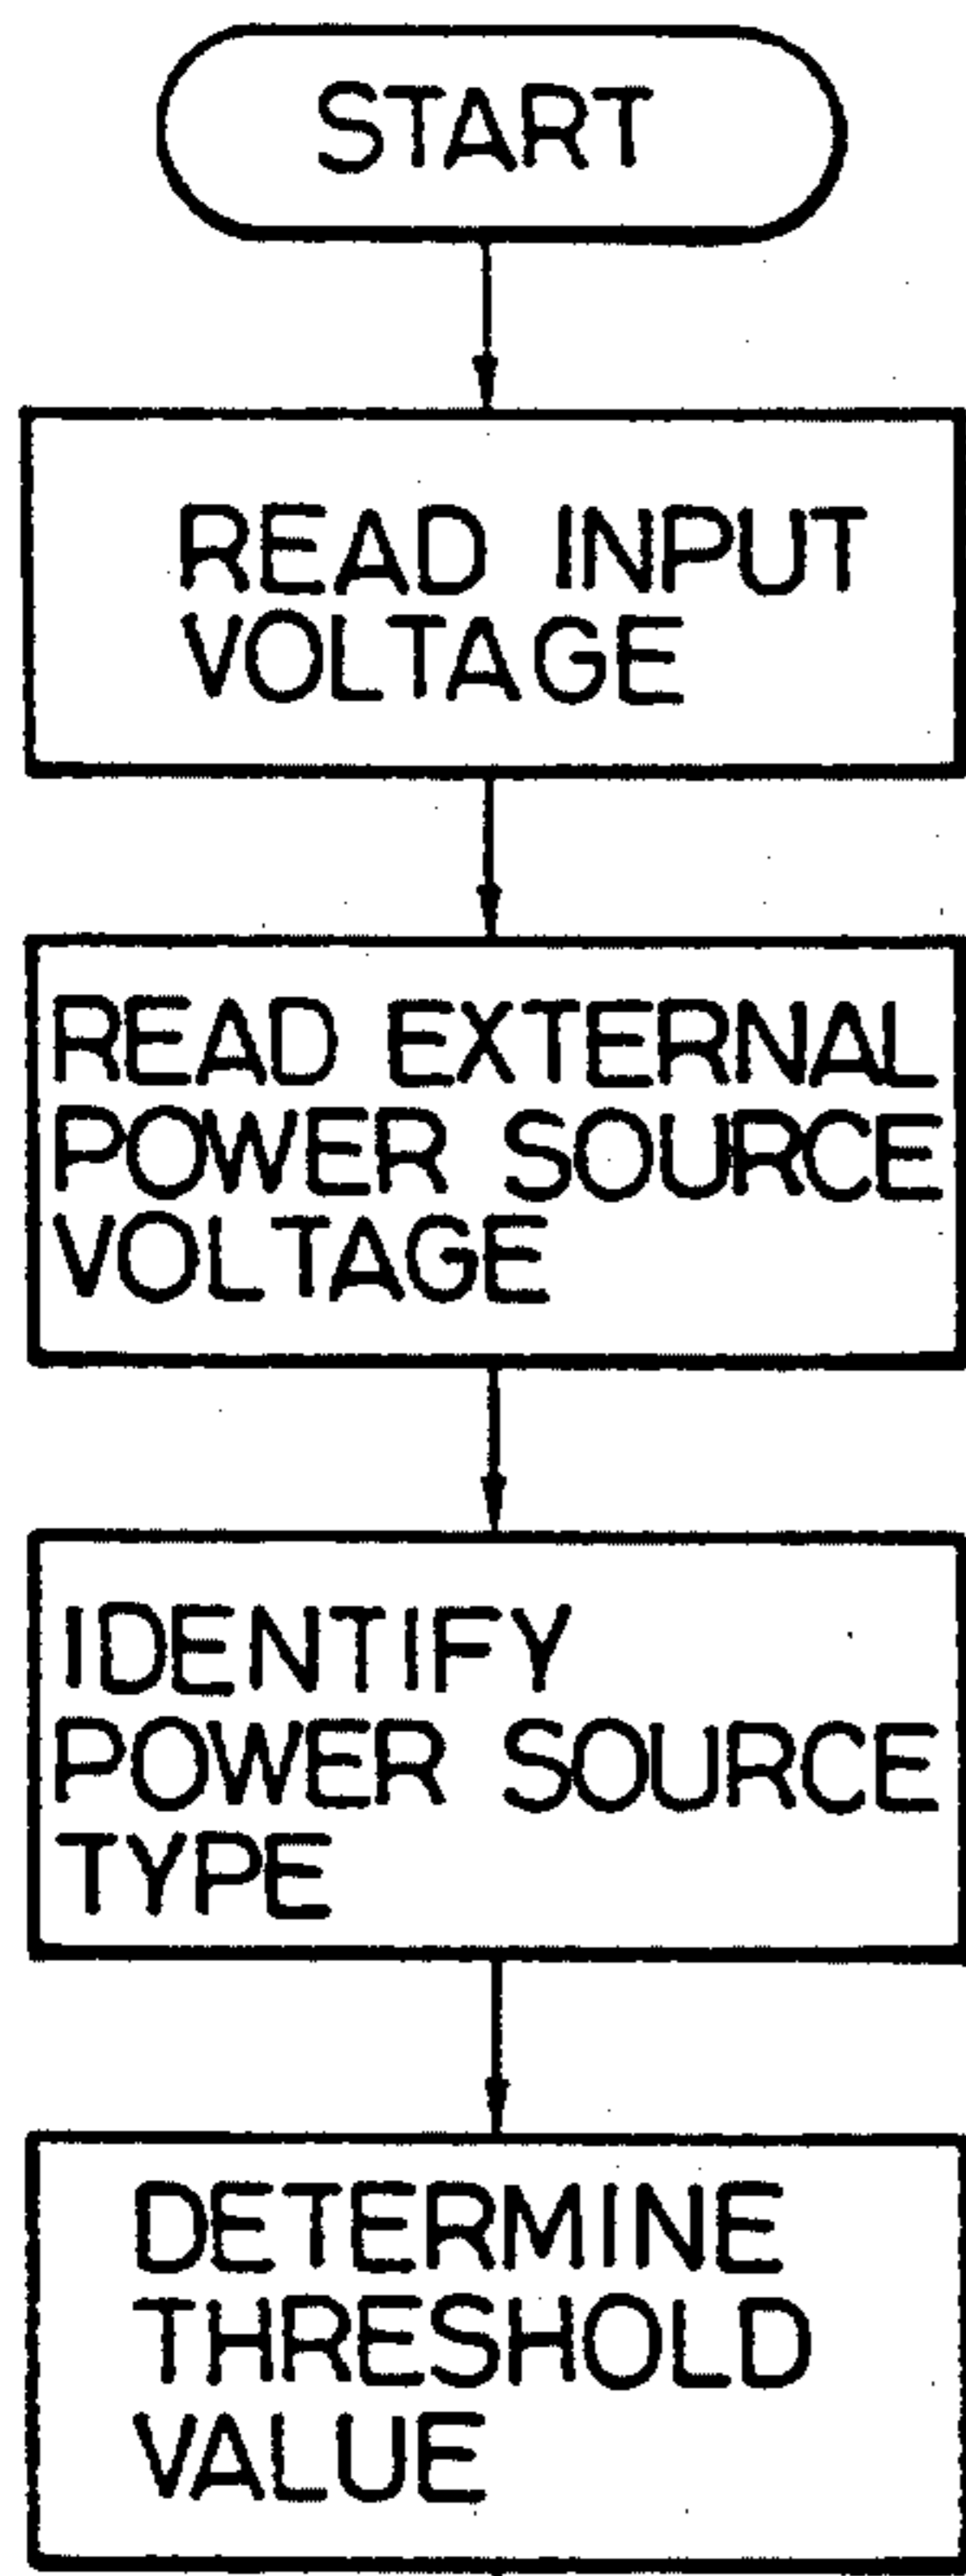 START
READ INPUT
VOLTAGE
READ EXTERNAL
POWER SOURCE
VOLTAGE
IDENTIFY
POWER SOURCE
TYPE
DETERMINE
THRESHOLD
VALUE